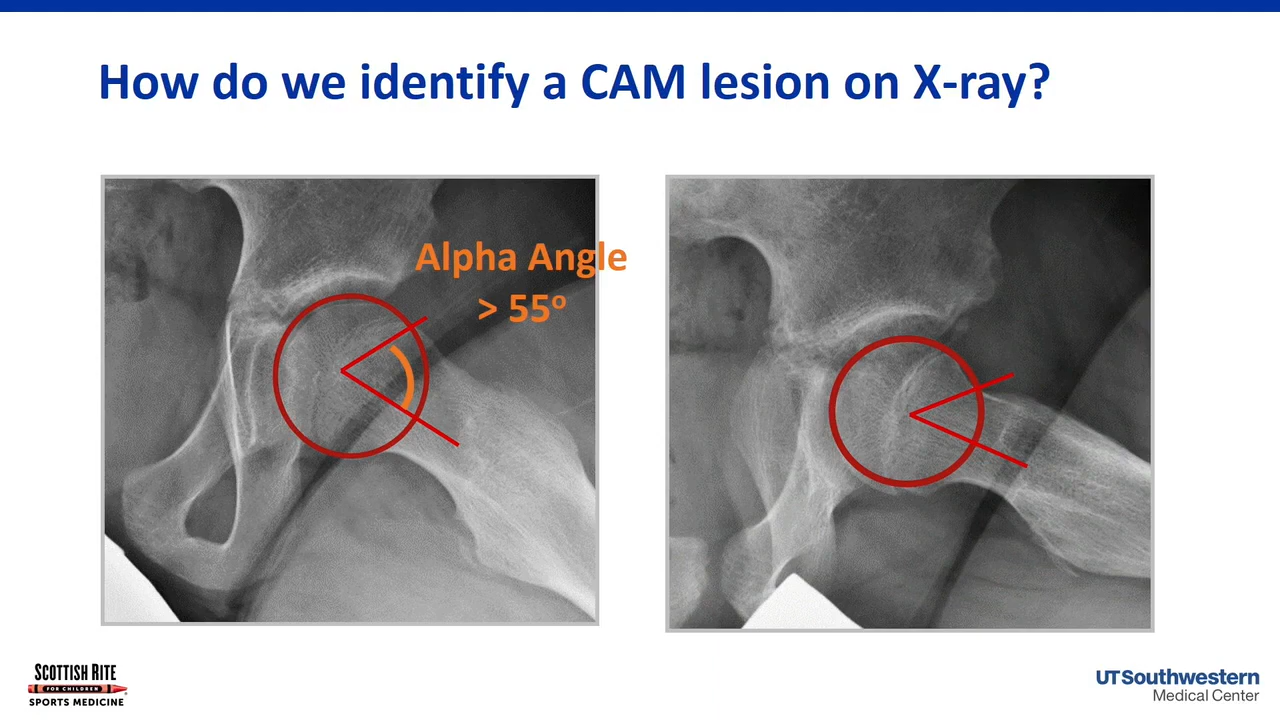 How do we identify a CAM lesion on X-ray?
Alpha Angle
> 55º
SCOTTISH RITE
FOR CHILDREN
SPORTS MEDICINE
UTSouthwestern
Medical Center